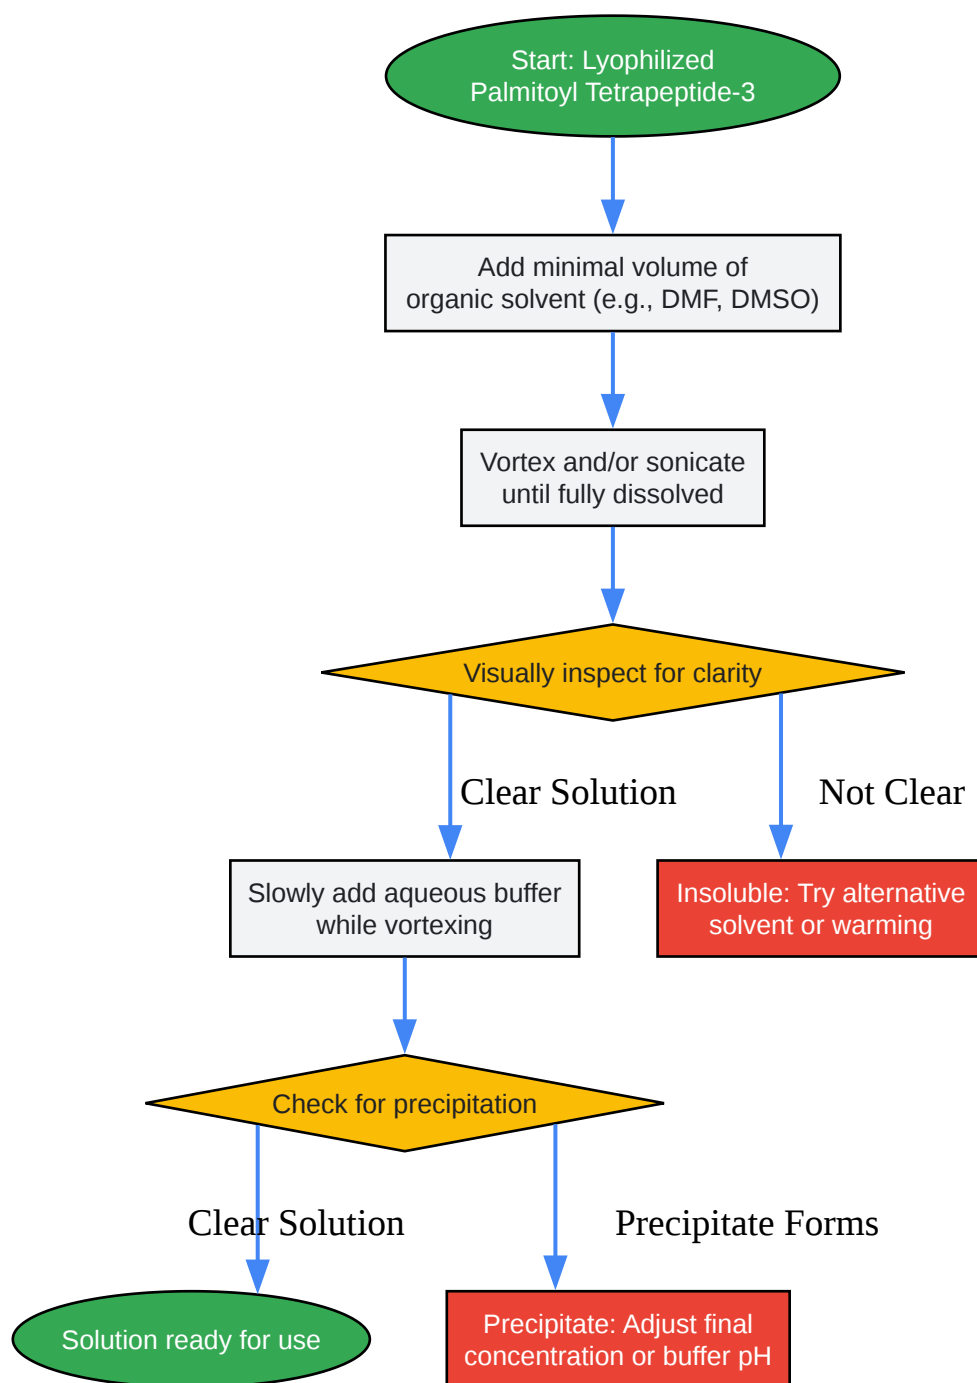 Start: Lyophilized
Palmitoyl Tetrapeptide-3
Add minimal volume of
organic solvent (e.g., DMF, DMSO)
Vortex and/or sonicate
until fully dissolved
Visually inspect for clarity
Clear Solution
Not Clear
Slowly add aqueous buffer
while vortexing
Insoluble: Try alternative
solvent or warming
Check for precipitation
Clear Solution
Precipitate Forms
Solution ready for use
Precipitate: Adjust final
concentration or buffer pH